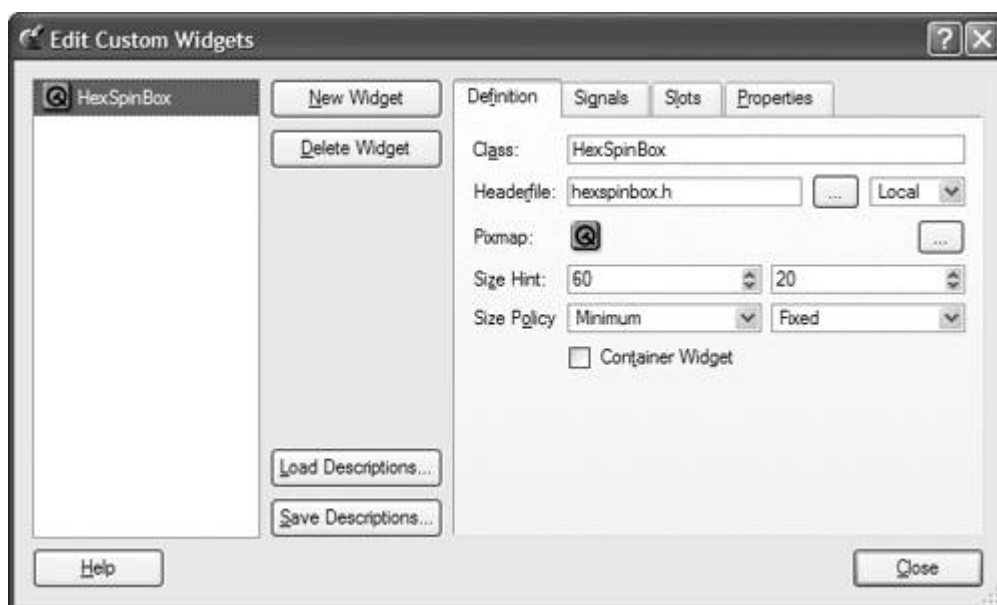 Edit Custom Widgets
HexSpinBox
New Widget
Delete Widget
Load Descriptions...
Save Descriptions...
Definition Signals Slots Properties
Class: HexSpinBox
Headerfile: hexspinbox.h ... Local
Pixmap: ...
Size Hint: 60 20
Size Policy Minimum Fixed
Container Widget
Help Close